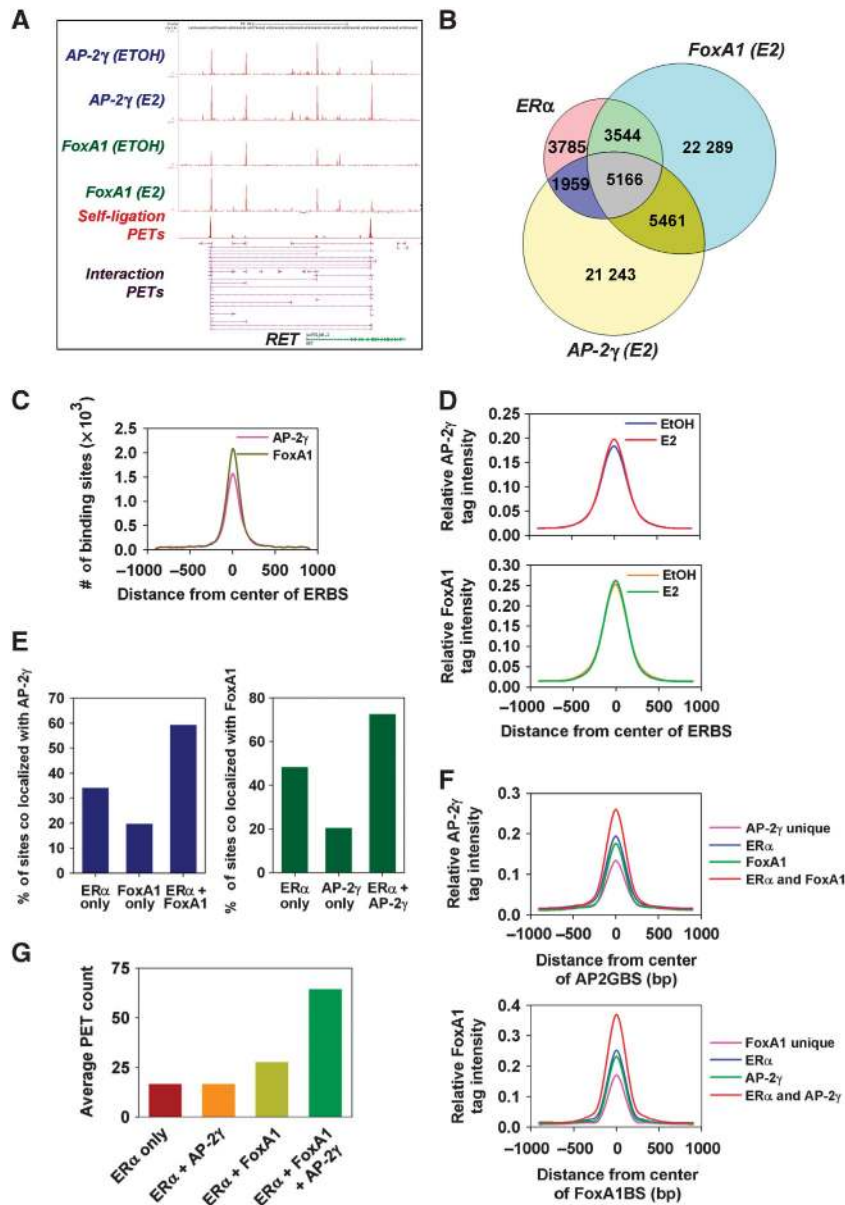 A
AP-2γ (ETOH)
AP-2γ (E2)
FoxA1 (ETOH)
FoxA1 (E2)
Self-ligation
PETs
Interaction
PETs
RET
B
FoxA1 (E2)
ERα
3785
3544
22 289
1959
5166
5461
21 243
AP-2γ (E2)
C
# of binding sites (×10³)
2.5
2.0
1.5
1.0
0.5
0.0
AP-2γ
FoxA1
−1000 −500 0 500 1000
Distance from center of ERBS
D
Relative AP-2γ
tag intensity
0.25
0.20
0.15
0.10
0.05
0.00
EtOH
E2
Relative FoxA1
tag intensity
0.30
0.25
0.20
0.15
0.10
0.05
0.00
EtOH
E2
−1000 −500 0 500 1000
Distance from center of ERBS
E
% of sites co localized with AP-2γ
70
60
50
40
30
20
10
0
ERα only
FoxA1 only
ERα + FoxA1
% of sites co localized with FoxA1
80
60
40
20
0
ERα only
AP-2γ only
ERα + AP-2γ
F
Relative AP-2γ
tag intensity
0.3
0.2
0.1
0.0
AP-2γ unique
ERα
FoxA1
ERα and FoxA1
−1000 −500 0 500 1000
Distance from center
of AP2GBS (bp)
Relative FoxA1
tag intensity
0.4
0.3
0.2
0.1
0.0
FoxA1 unique
ERα
AP-2γ
ERα and AP-2γ
−1000 −500 0 500 1000
Distance from center
of FoxA1BS (bp)
G
Average PET count
75
50
25
0
ERα only
ERα + AP-2γ
ERα + FoxA1
ERα + FoxA1
+ AP-2γ